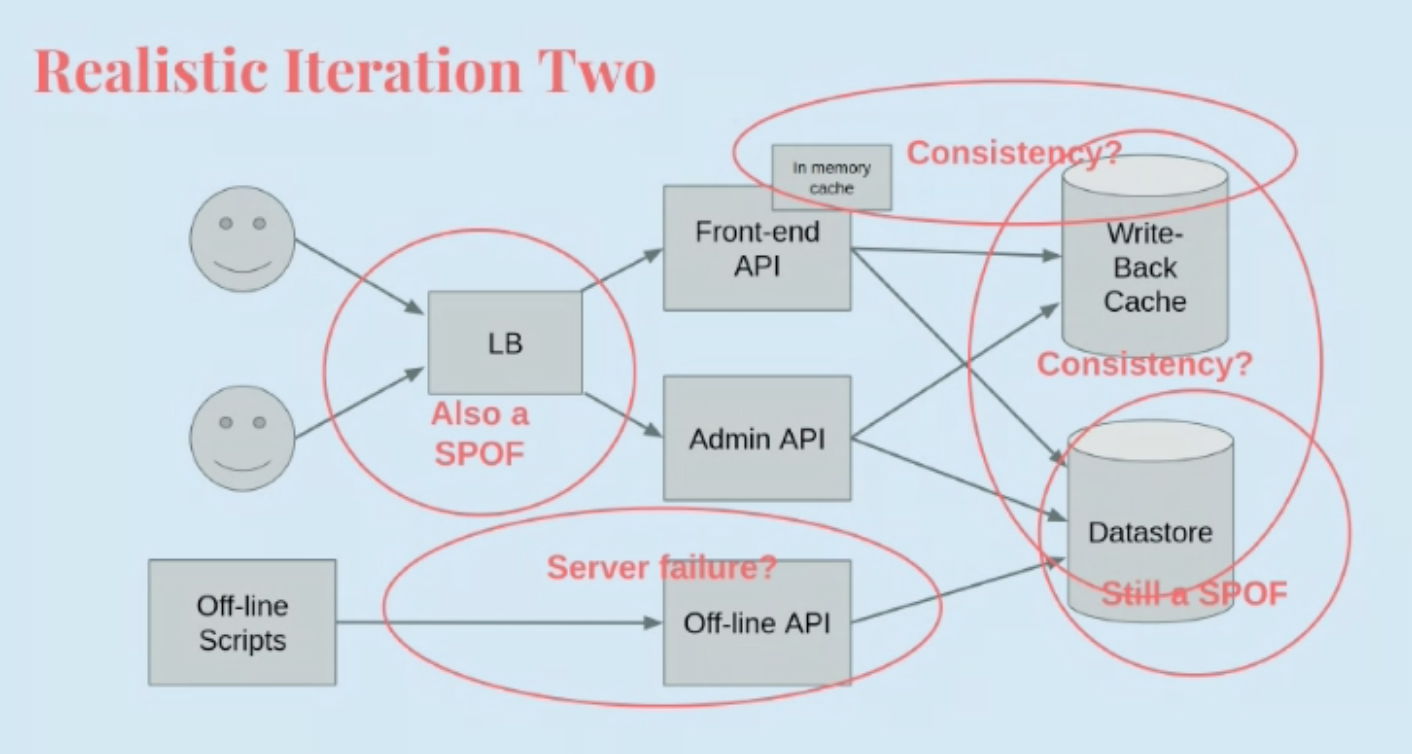 Realistic Iteration Two
In memory
cache
Consistency?
Front-end
API
Write-
Back
Cache
LB
Also a
SPOF
Consistency?
Admin API
Datastore
Still a SPOF
Server failure?
Off-line
Scripts
Off-line API